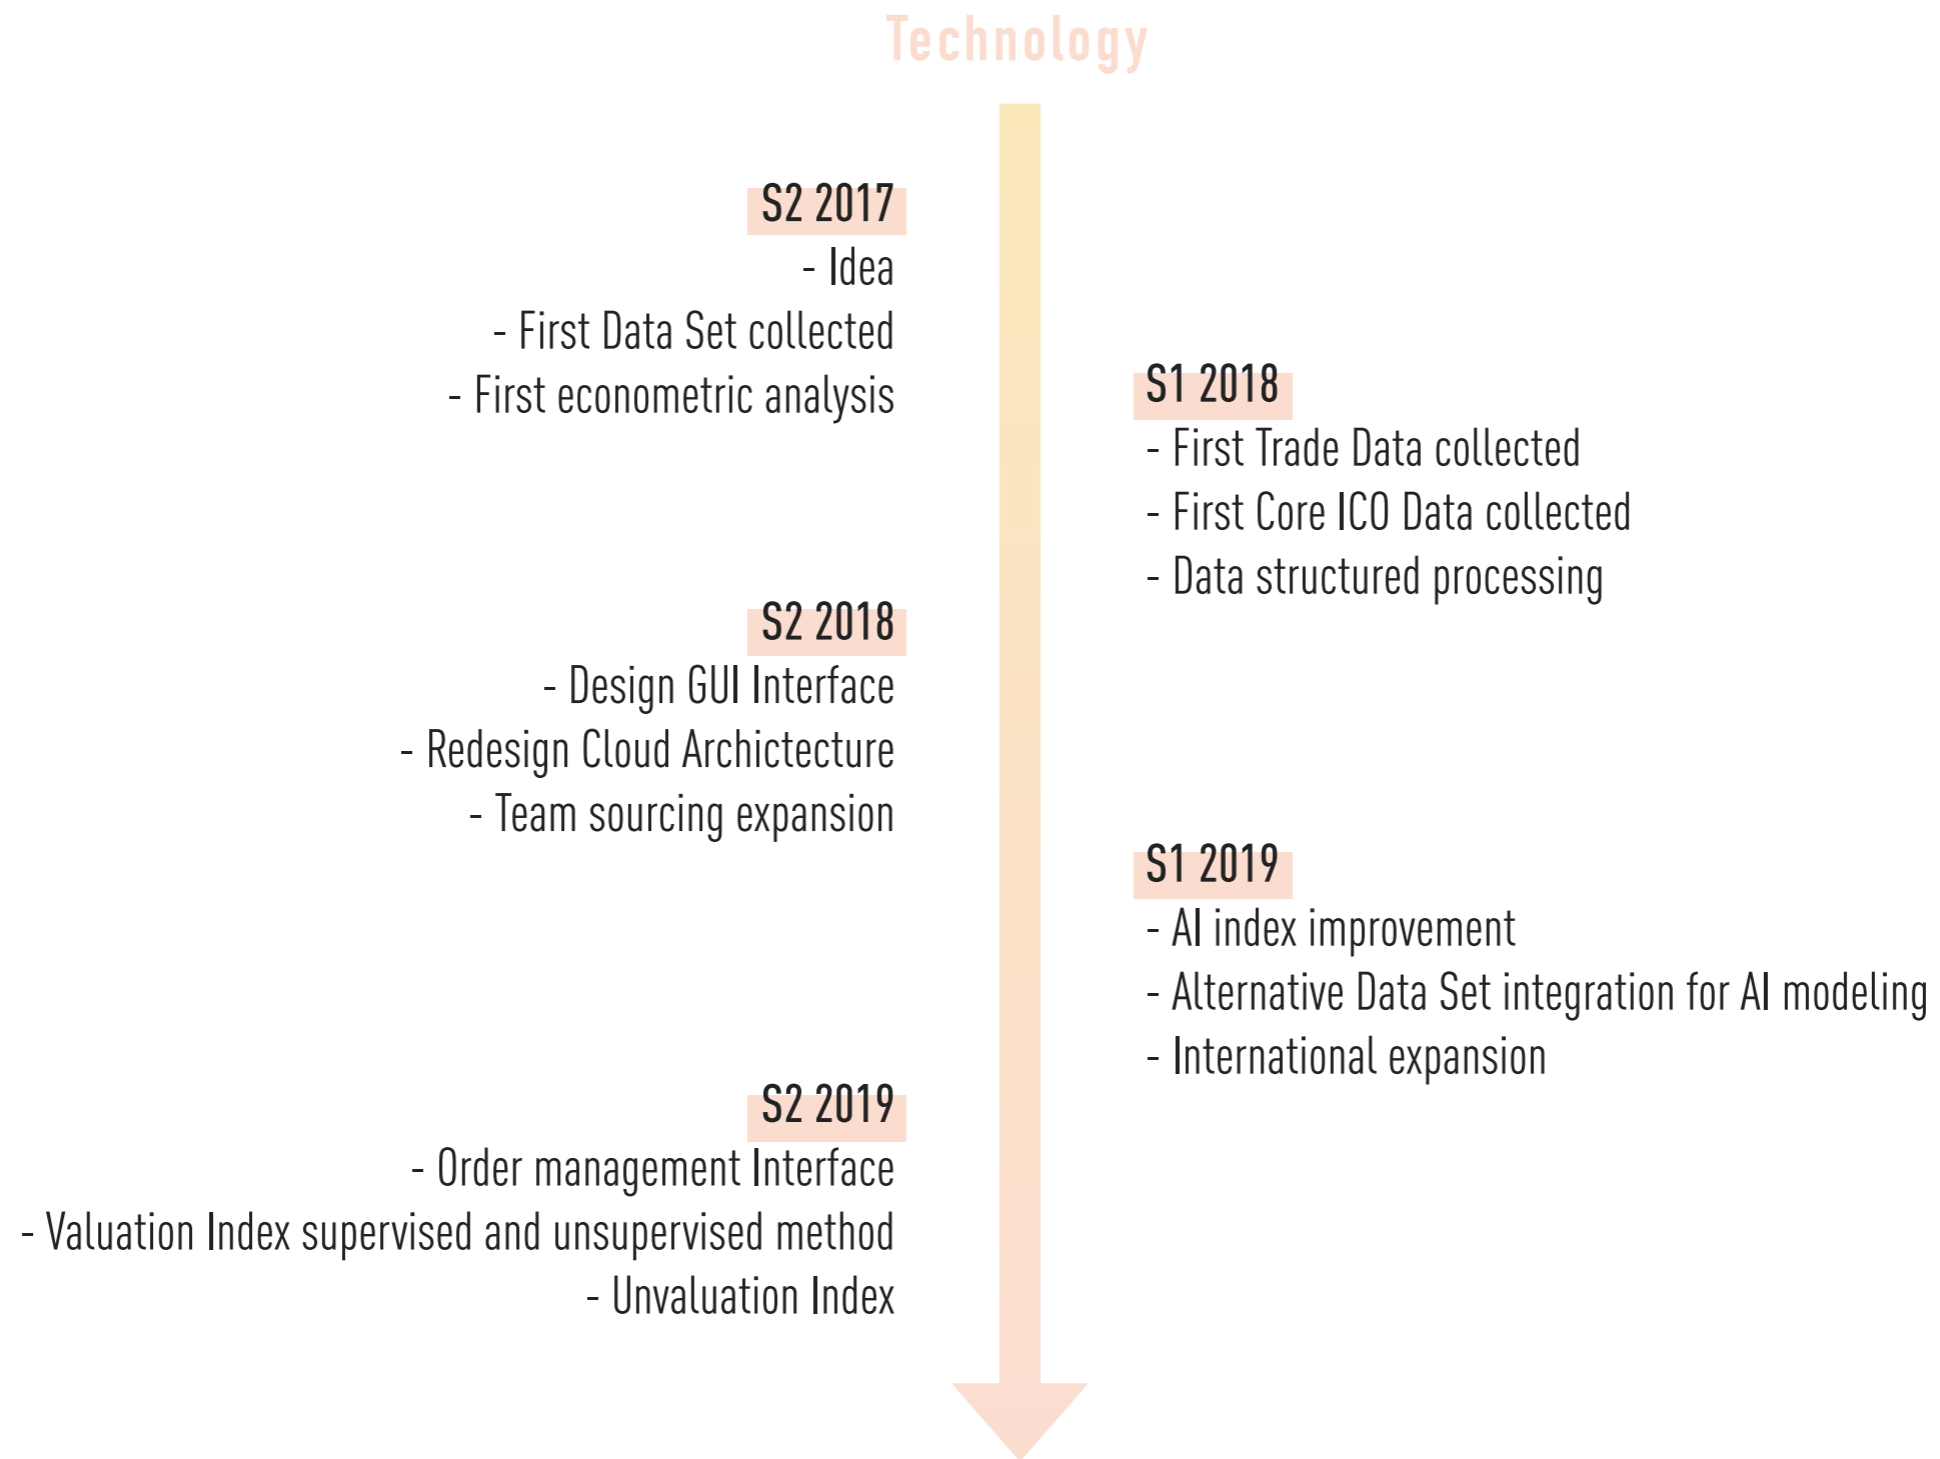 Technology
S2 2017
- Idea
- First Data Set collected
- First econometric analysis
S1 2018
- First Trade Data collected
- First Core ICO Data collected
- Data structured processing
S2 2018
- Design GUI Interface
- Redesign Cloud Archictecture
- Team sourcing expansion
S1 2019
- AI index improvement
- Alternative Data Set integration for AI modeling
- International expansion
S2 2019
- Order management Interface
- Valuation Index supervised and unsupervised method
- Unvaluation Index